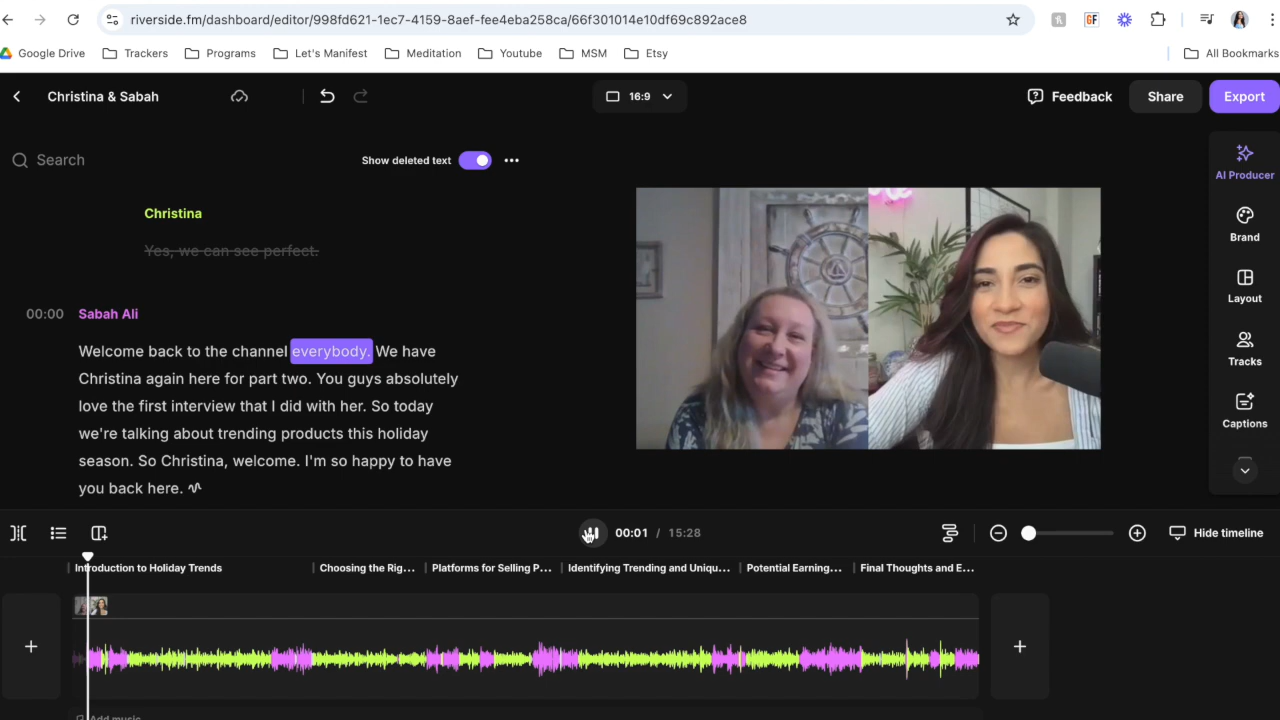 riverside.fm/dashboard/editor/998fd621-1ec7-4159-8aef-fee4eba258ca/66f301014e10df69c892ace8
GF
Google Drive
Trackers
Programs
Let's Manifest
Meditation
Youtube
MSM
Etsy
All Bookmarks
Christina & Sabah
16:9
Feedback
Share
Export
Search
Show deleted text
AI Producer
Christina
Yes, we can see perfect.
Brand
Layout
00:00 Sabah Ali
Welcome back to the channel everybody. We have
Christina again here for part two. You guys absolutely
love the first interview that I did with her. So today
we're talking about trending products this holiday
season. So Christina, welcome. I'm so happy to have
you back here.
Tracks
Captions
00:01 / 15:28
Hide timeline
Introduction to Holiday Trends
Choosing the Rig...
Platforms for Selling P...
Identifying Trending and Uniqu...
Potential Earning...
Final Thoughts and E...
Add music